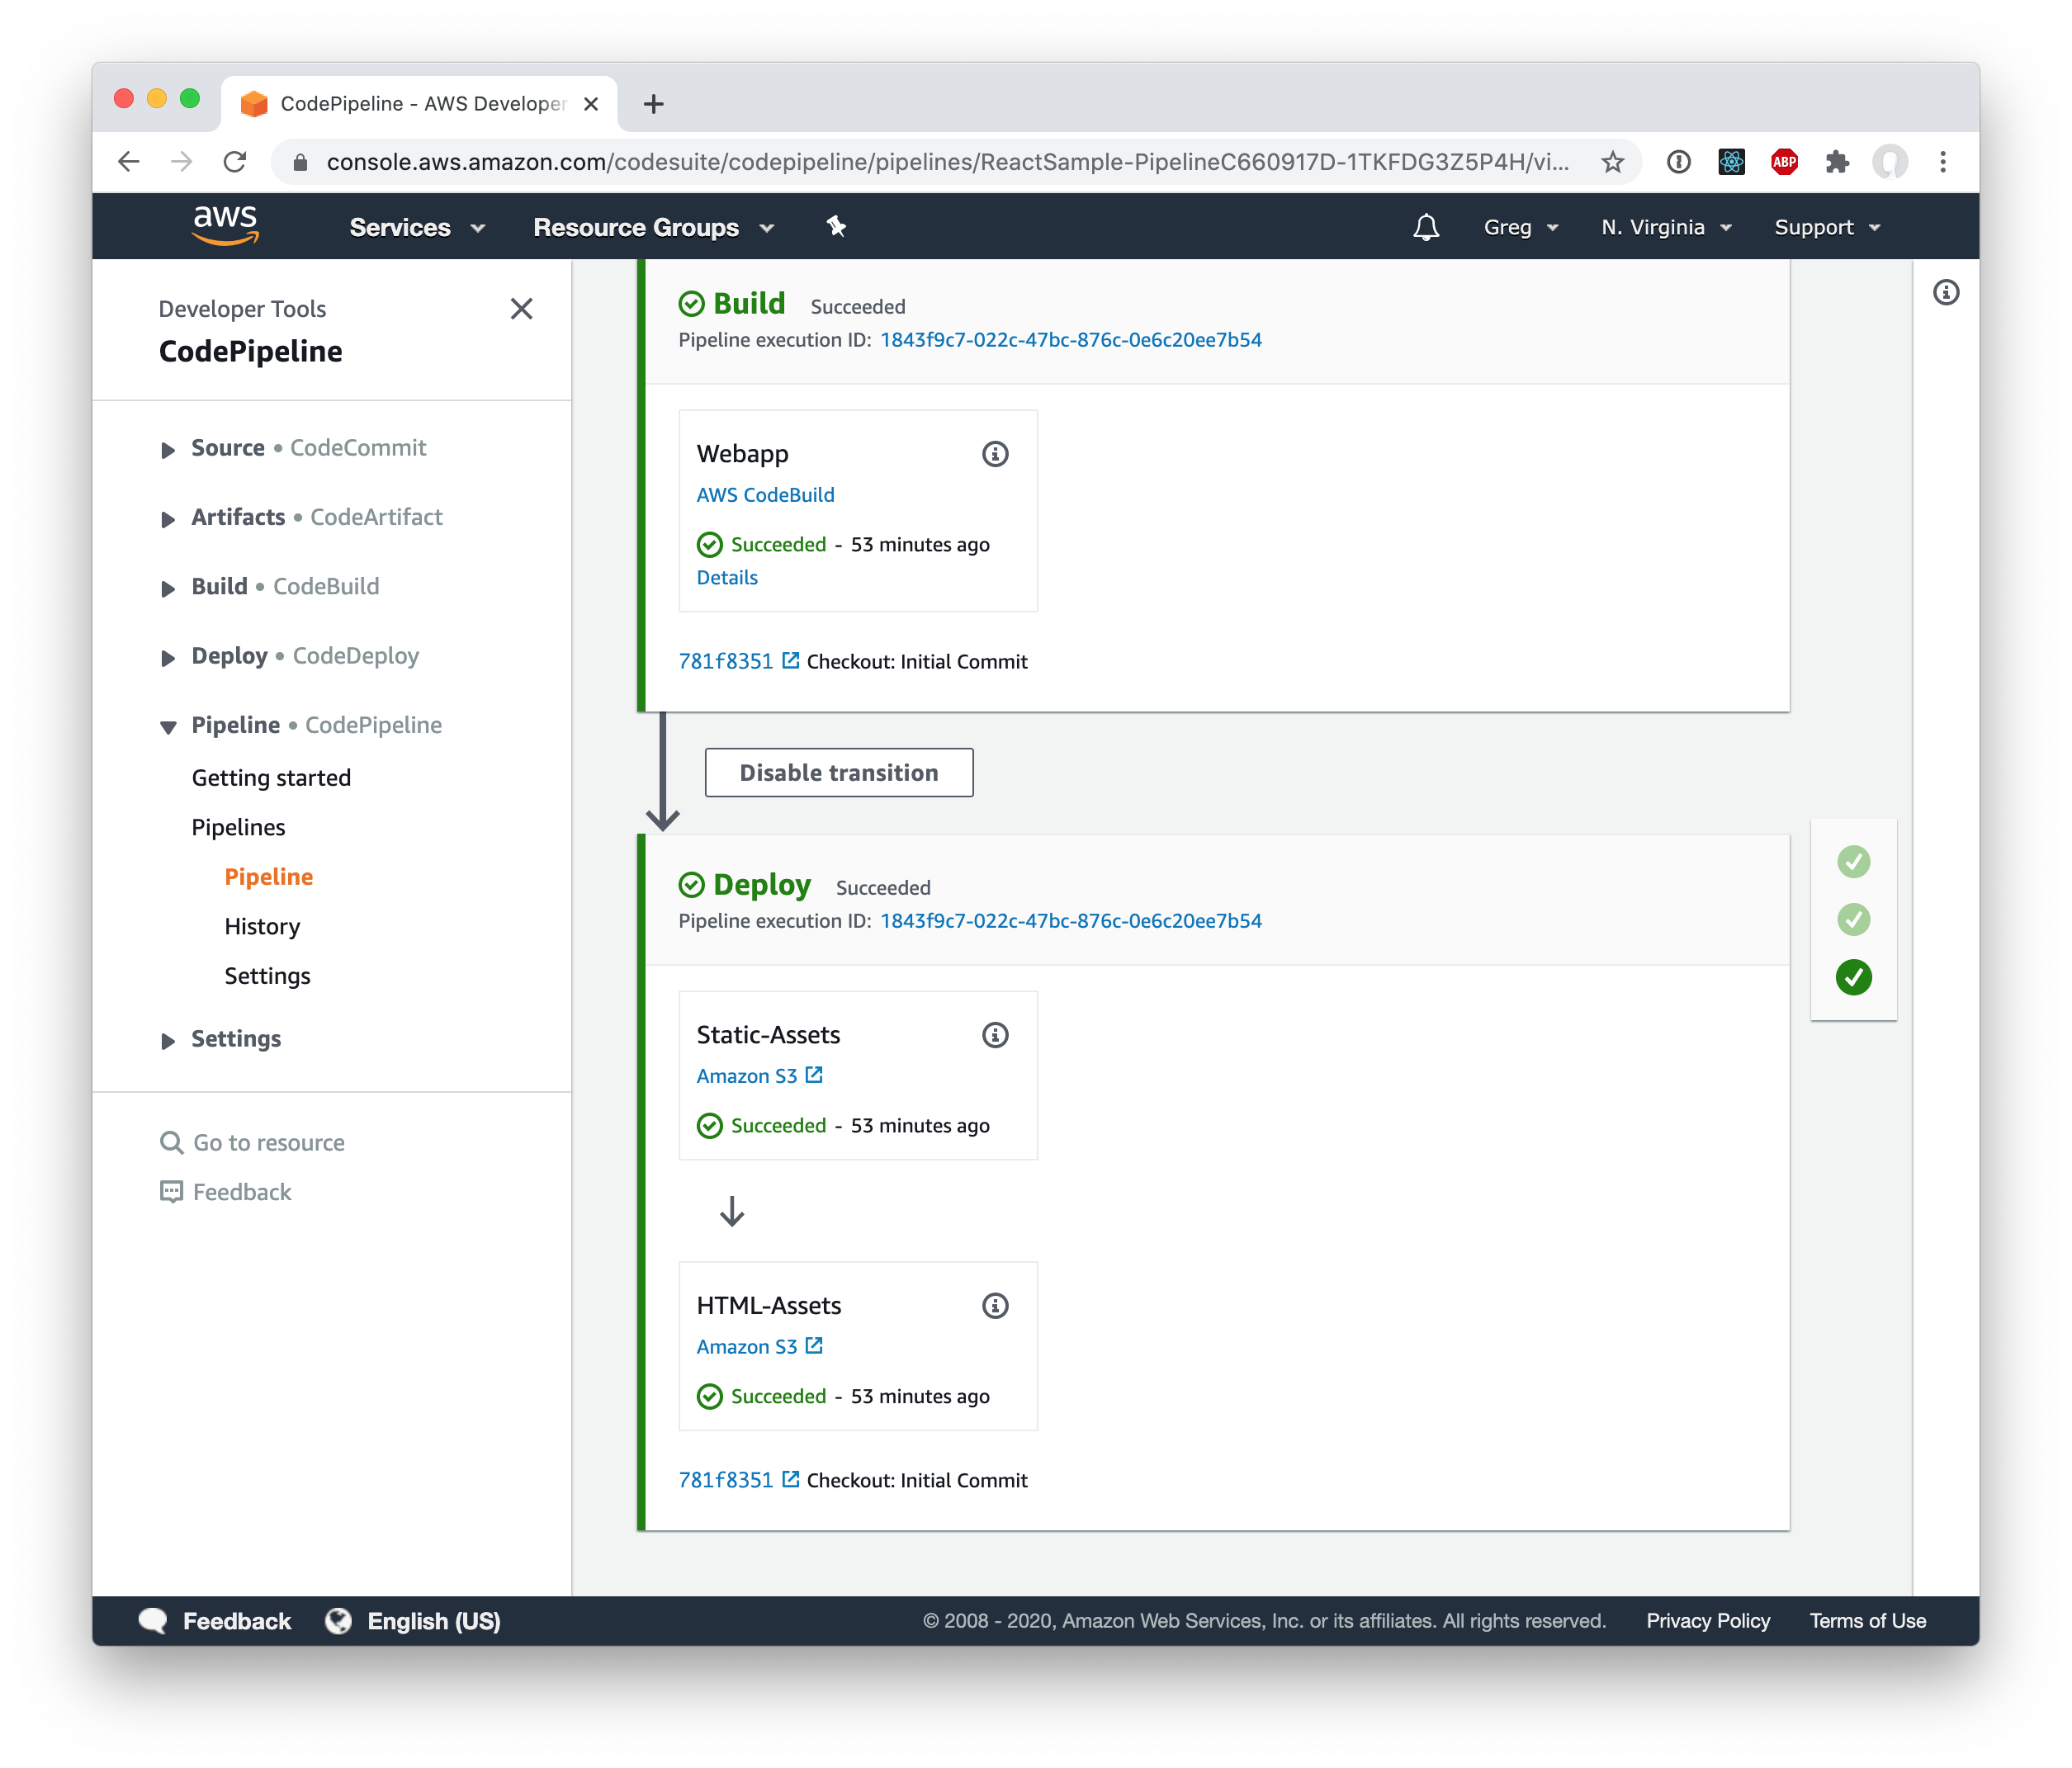 CodePipeline - AWS Developer
console.aws.amazon.com/codesuite/codepipeline/pipelines/ReactSample-PipelineC660917D-1TKFDG3Z5P4H/vi...
ABP
aws
Services
Resource Groups
Greg
N. Virginia
Support
Developer Tools
CodePipeline
Source • CodeCommit
Artifacts • CodeArtifact
Build • CodeBuild
Deploy • CodeDeploy
Pipeline • CodePipeline
Getting started
Pipelines
Pipeline
History
Settings
Settings
Go to resource
Feedback
Build Succeeded
Pipeline execution ID: 1843f9c7-022c-47bc-876c-0e6c20ee7b54
Webapp
AWS CodeBuild
Succeeded - 53 minutes ago
Details
781f8351 Checkout: Initial Commit
Disable transition
Deploy Succeeded
Pipeline execution ID: 1843f9c7-022c-47bc-876c-0e6c20ee7b54
Static-Assets
Amazon S3
Succeeded - 53 minutes ago
HTML-Assets
Amazon S3
Succeeded - 53 minutes ago
781f8351 Checkout: Initial Commit
Feedback
English (US)
© 2008 - 2020, Amazon Web Services, Inc. or its affiliates. All rights reserved.
Privacy Policy
Terms of Use